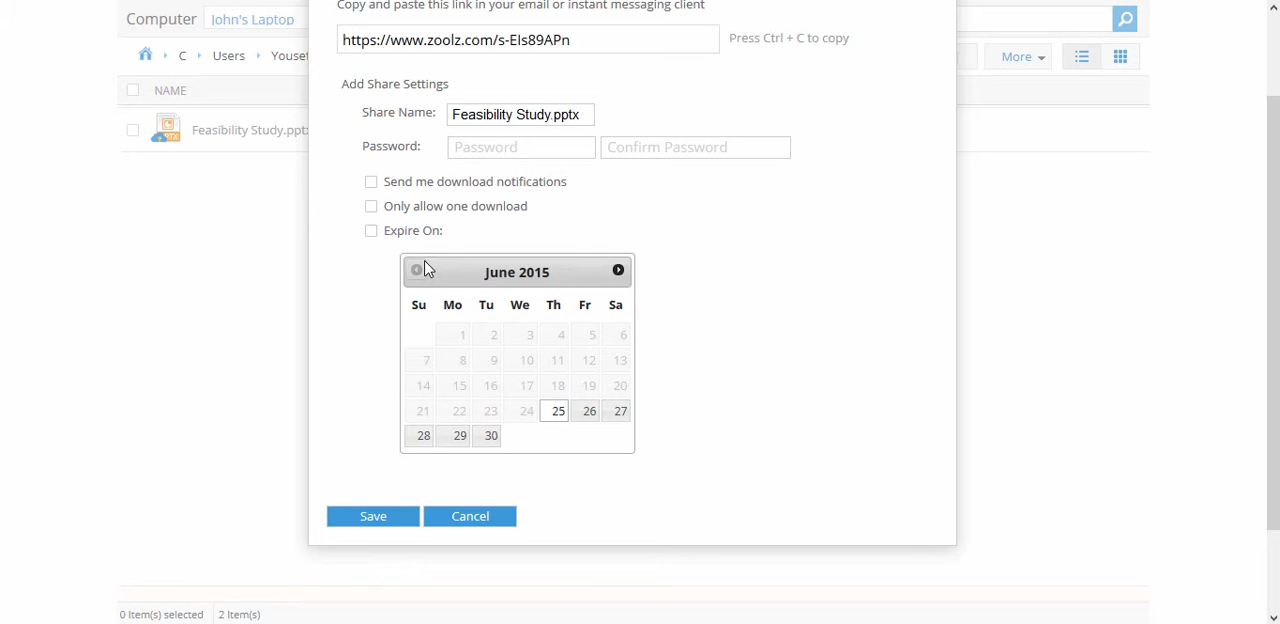 Copy and paste this link in your email or instant messaging client
Computer John's Laptop
https://www.zoolz.com/s-EIs89APn Press Ctrl + C to copy
C Users Yousef More
Add Share Settings
NAME
Share Name: Feasibility Study.pptx
Feasibility Study.pptx
Password: Password Confirm Password
Send me download notifications
Only allow one download
Expire On:
June 2015
Su Mo Tu We Th Fr Sa
1 2 3 4 5 6
7 8 9 10 11 12 13
14 15 16 17 18 19 20
21 22 23 24 25 26 27
28 29 30
Save Cancel
0 Item(s) selected 2 Item(s)